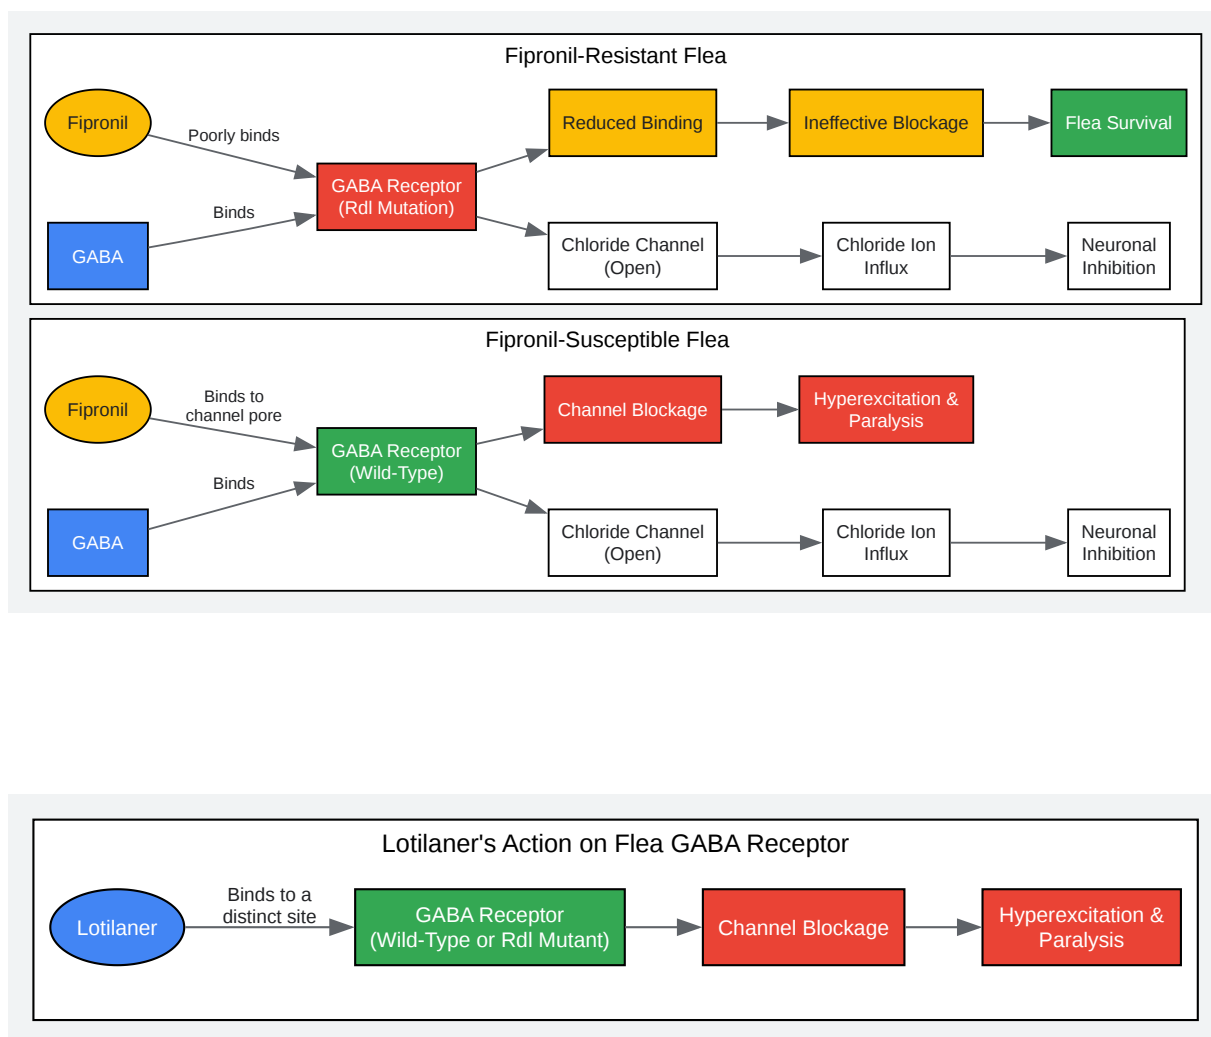 Fipronil-Resistant Flea
Fipronil
Poorly binds
GABA
Binds
GABA Receptor
(Rdl Mutation)
Reduced Binding
Ineffective Blockage
Flea Survival
Chloride Channel
(Open)
Chloride Ion
Influx
Neuronal
Inhibition
Fipronil-Susceptible Flea
Fipronil
Binds to
channel pore
GABA
Binds
GABA Receptor
(Wild-Type)
Channel Blockage
Hyperexcitation &
Paralysis
Chloride Channel
(Open)
Chloride Ion
Influx
Neuronal
Inhibition
Lotilaner's Action on Flea GABA Receptor
Lotilaner
Binds to a
distinct site
GABA Receptor
(Wild-Type or Rdl Mutant)
Channel Blockage
Hyperexcitation &
Paralysis